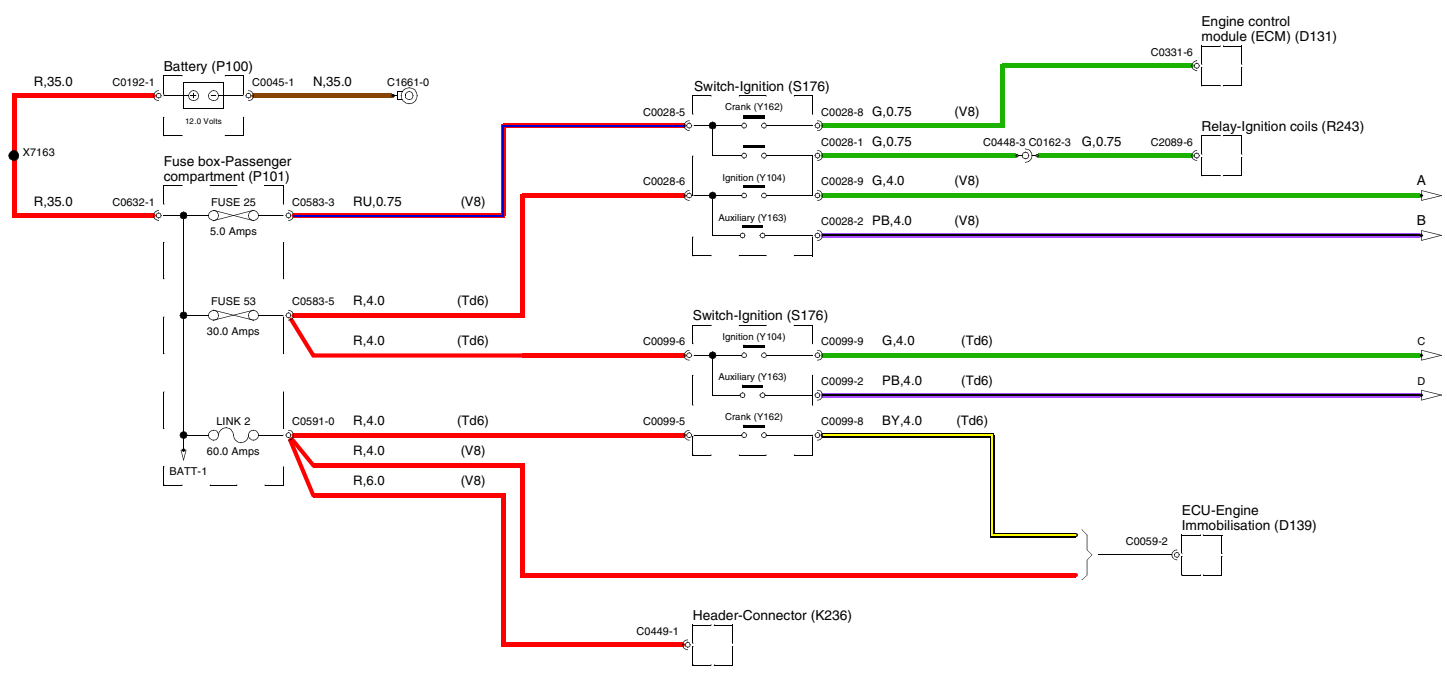 Engine control
module (ECM) (D131)
C0331-6
Battery (P100)
R,35.0 C0192-1 C0045-1 N,35.0 C1661-0
12.0 Volts
X7163
Switch-Ignition (S176)
Crank (Y162)
C0028-5 C0028-8 G,0.75 (V8)
Relay-Ignition coils (R243)
C0028-1 G,0.75 C0448-3 C0162-3 G,0.75 C2089-6
Fuse box-Passenger
compartment (P101)
Ignition (Y104)
C0028-6 C0028-9 G,4.0 (V8) A
R,35.0 C0632-1 FUSE 25 C0583-3 RU,0.75 (V8)
5.0 Amps
Auxiliary (Y163)
C0028-2 PB,4.0 (V8) B
FUSE 53 C0583-5 R,4.0 (Td6)
30.0 Amps
Switch-Ignition (S176)
Ignition (Y104)
R,4.0 (Td6) C0099-6 C0099-9 G,4.0 (Td6) C
Auxiliary (Y163)
C0099-2 PB,4.0 (Td6) D
LINK 2 C0591-0 R,4.0 (Td6) C0099-5 Crank (Y162) C0099-8 BY,4.0 (Td6)
60.0 Amps R,4.0 (V8)
BATT-1
R,6.0 (V8)
ECU-Engine
Immobilisation (D139)
C0059-2
Header-Connector (K236)
C0449-1